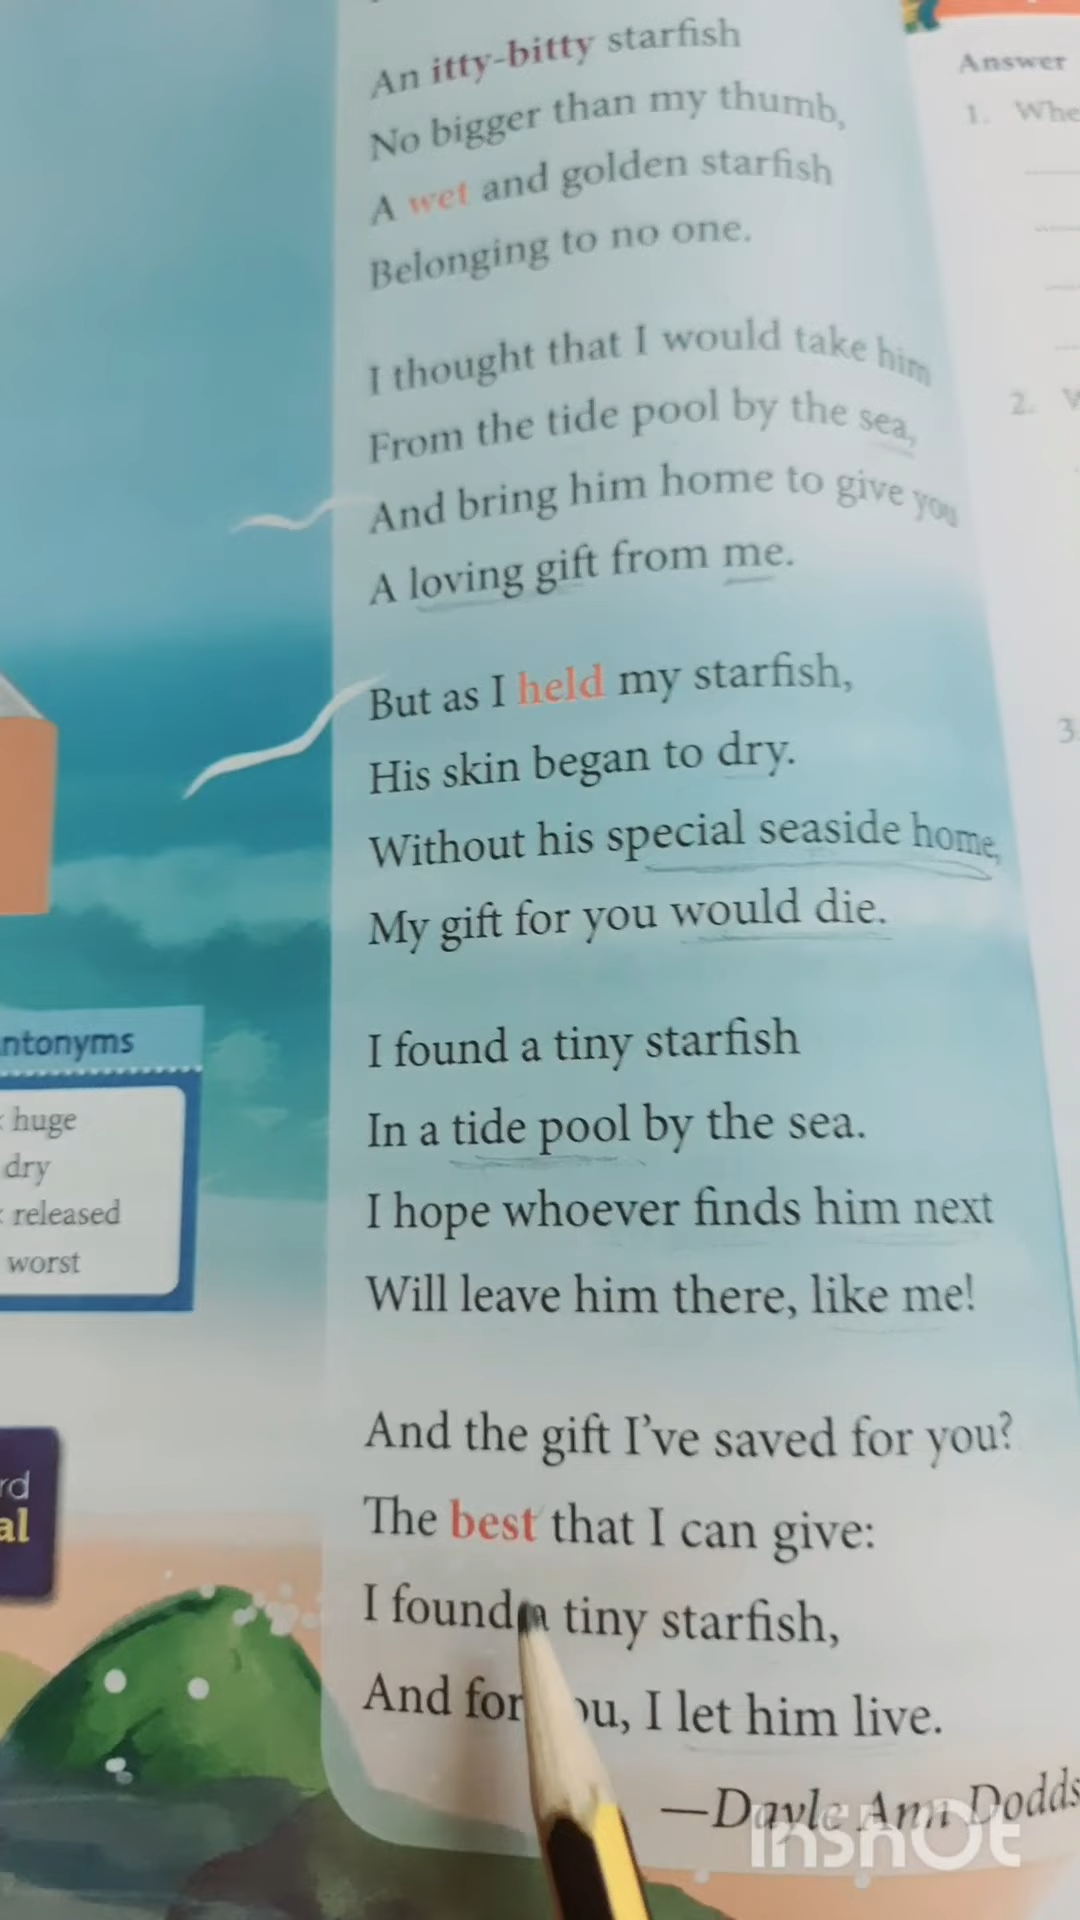 An itty-bitty starfish
No bigger than my thumb,
A wet and golden starfish
Belonging to no one.
I thought that I would take him
From the tide pool by the sea,
And bring him home to give you
A loving gift from me.
But as I held my starfish,
His skin began to dry.
Without his special seaside home,
My gift for you would die.
I found a tiny starfish
In a tide pool by the sea.
I hope whoever finds him next
Will leave him there, like me!
And the gift I've saved for you?
The best that I can give:
I found a tiny starfish,
And for you, I let him live.
—Dayle Ann Dodds
ntonyms
huge
dry
released
worst
rd
al
Answer
1. Whe
2.
3
InShOt